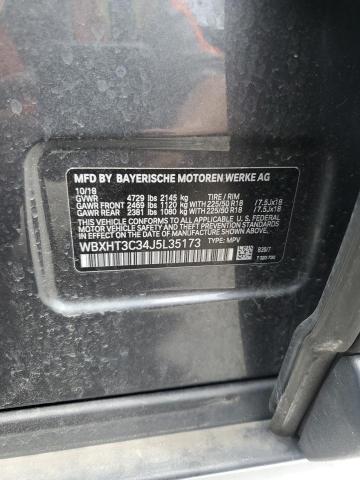 MFD BY BAYERISCHE MOTOREN WERKE AG
10/18
GVWR 4729 lbs 2145 kg TIRE / RIM
GAWR FRONT 2469 lbs 1120 kg WITH 225/50 R18 / 7.5Jx18
GAWR REAR 2381 lbs 1080 kg WITH 225/50 R18 / 7.5Jx18
THIS VEHICLE CONFORMS TO ALL APPLICABLE U.S. FEDERAL
MOTOR VEHICLE SAFETY STANDARDS IN EFFECT
ON THE DATE OF MANUFACTURE SHOWN ABOVE.
WBXHT3C34J5L35173 TYPE: MPV